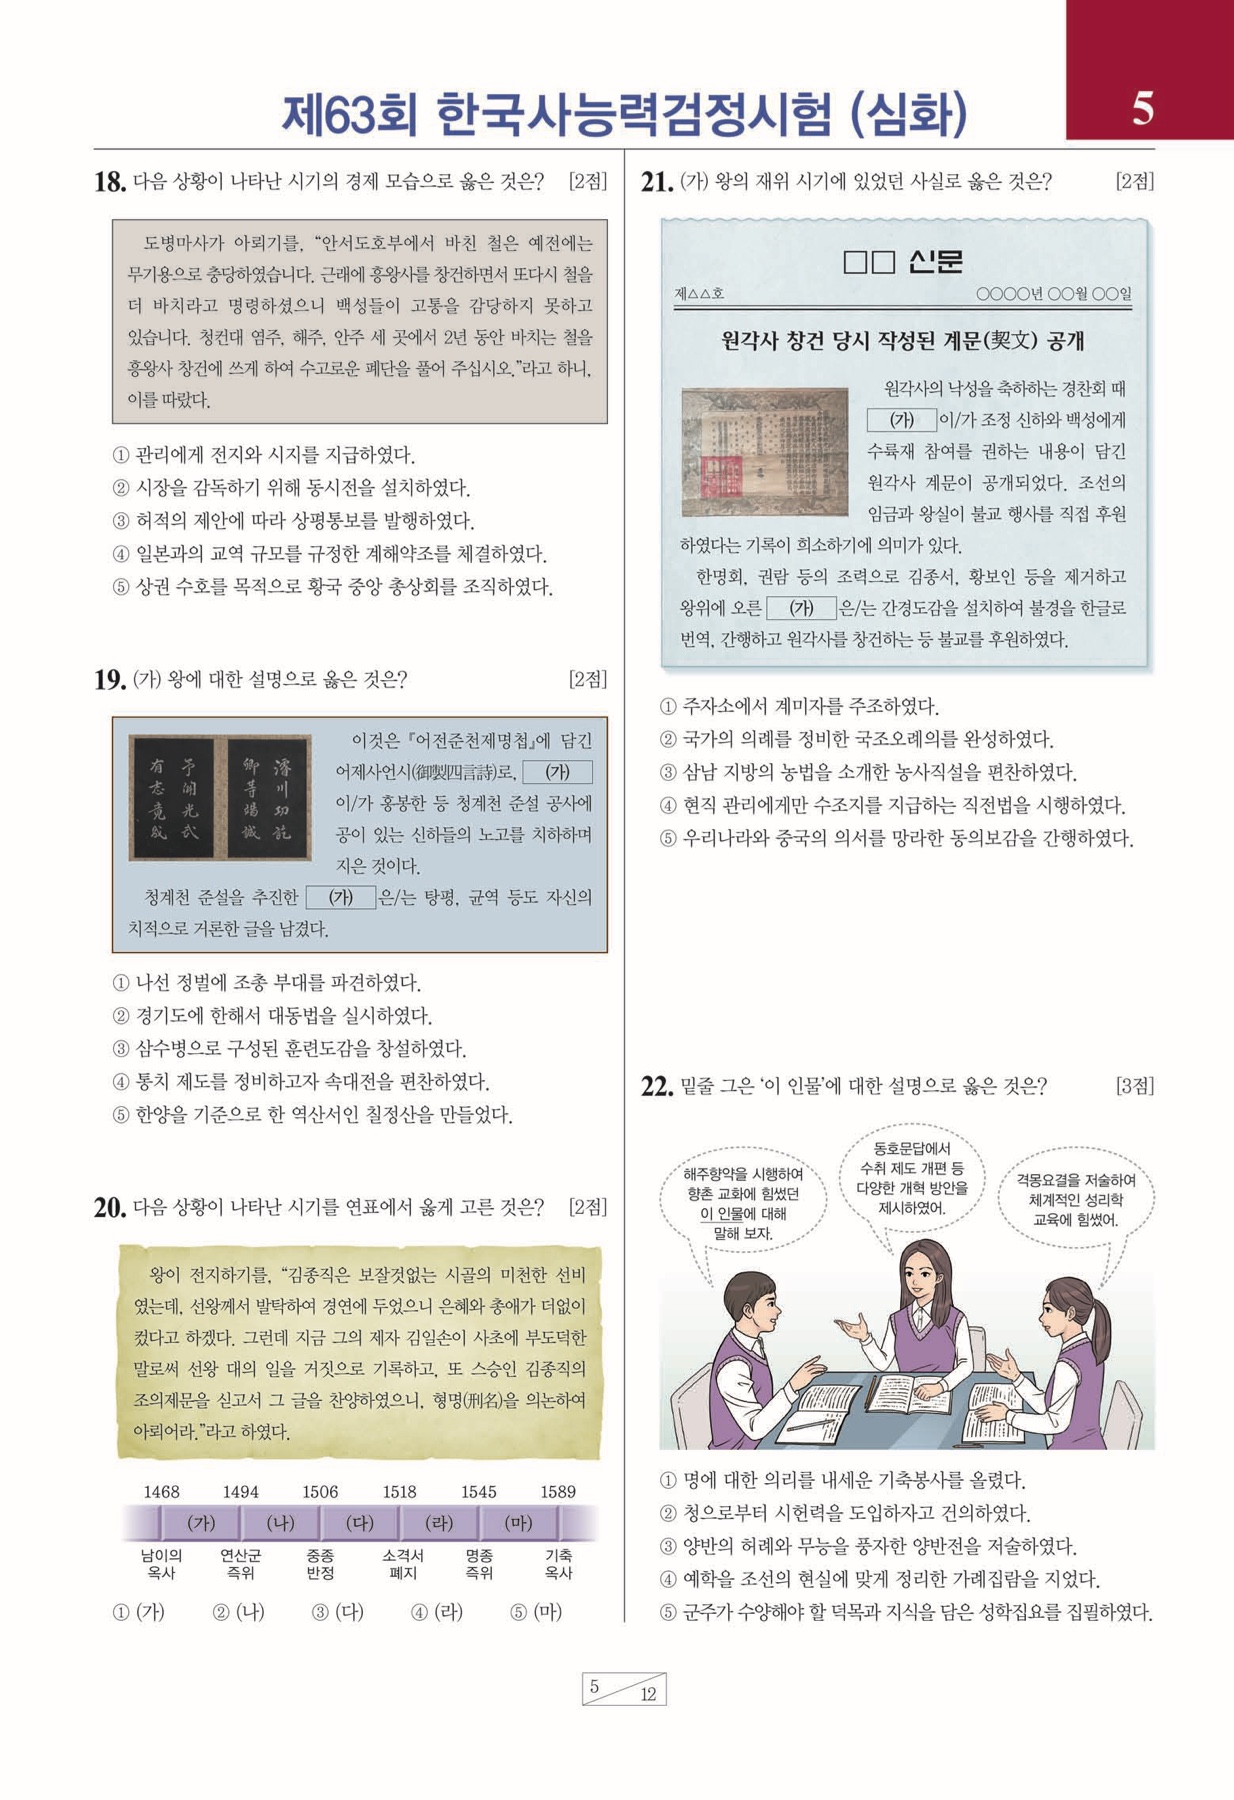 제63회 한국사능력검정시험 (심화)
5
18. 다음 상황이 나타난 시기의 경제 모습으로 옳은 것은? [2점]
도병마사가 아뢰기를, “안서도호부에서 바친 철은 예전에는
무기용으로 충당하였습니다. 근래에 흥왕사를 창건하면서 또다시 철을
더 바치라고 명령하셨으니 백성들이 고통을 감당하지 못하고
있습니다. 청컨대 염주, 해주, 안주 세 곳에서 2년 동안 바치는 철을
흥왕사 창건에 쓰게 하여 수고로운 폐단을 풀어 주십시오.”라고 하니,
이를 따랐다.
① 관리에게 전지와 시지를 지급하였다.
② 시장을 감독하기 위해 동시전을 설치하였다.
③ 허적의 제안에 따라 상평통보를 발행하였다.
④ 일본과의 교역 규모를 규정한 계해약조를 체결하였다.
⑤ 상권 수호를 목적으로 황국 중앙 총상회를 조직하였다.
19. (가) 왕에 대한 설명으로 옳은 것은? [2점]
이것은 『어전준천제명첩』에 담긴
어제사언시(御製四言詩)로, (가)
이/가 홍봉한 등 청계천 준설 공사에
공이 있는 신하들의 노고를 치하하며
지은 것이다.
청계천 준설을 추진한 (가) 은/는 탕평, 균역 등도 자신의
치적으로 거론한 글을 남겼다.
① 나선 정벌에 조총 부대를 파견하였다.
② 경기도에 한해서 대동법을 실시하였다.
③ 삼수병으로 구성된 훈련도감을 창설하였다.
④ 통치 제도를 정비하고자 속대전을 편찬하였다.
⑤ 한양을 기준으로 한 역산서인 칠정산을 만들었다.
20. 다음 상황이 나타난 시기를 연표에서 옳게 고른 것은? [2점]
왕이 전지하기를, “김종직은 보잘것없는 시골의 미천한 선비
였는데, 선왕께서 발탁하여 경연에 두었으니 은혜와 총애가 더없이
컸다고 하겠다. 그런데 지금 그의 제자 김일손이 사초에 부도덕한
말로써 선왕 대의 일을 거짓으로 기록하고, 또 스승인 김종직의
조의제문을 싣고서 그 글을 찬양하였으니, 형명(刑名)을 의논하여
아뢰어라.”라고 하였다.
1468 1494 1506 1518 1545 1589
(가) (나) (다) (라) (마)
남이의 연산군 중종 소격서 명종 기축
옥사 즉위 반정 폐지 즉위 옥사
① (가) ② (나) ③ (다) ④ (라) ⑤ (마)
21. (가) 왕의 재위 시기에 있었던 사실로 옳은 것은? [2점]
□□ 신문
제△△호 ○○○○년 ○○월 ○○일
원각사 창건 당시 작성된 계문(契文) 공개
원각사의 낙성을 축하하는 경찬회 때
(가) 이/가 조정 신하와 백성에게
수륙재 참여를 권하는 내용이 담긴
원각사 계문이 공개되었다. 조선의
임금과 왕실이 불교 행사를 직접 후원
하였다는 기록이 희소하기에 의미가 있다.
한명회, 권람 등의 조력으로 김종서, 황보인 등을 제거하고
왕위에 오른 (가) 은/는 간경도감을 설치하여 불경을 한글로
번역, 간행하고 원각사를 창건하는 등 불교를 후원하였다.
① 주자소에서 계미자를 주조하였다.
② 국가의 의례를 정비한 국조오례의를 완성하였다.
③ 삼남 지방의 농법을 소개한 농사직설을 편찬하였다.
④ 현직 관리에게만 수조지를 지급하는 직전법을 시행하였다.
⑤ 우리나라와 중국의 의서를 망라한 동의보감을 간행하였다.
22. 밑줄 그은 ‘이 인물’에 대한 설명으로 옳은 것은? [3점]
해주향약을 시행하여
향촌 교화에 힘썼던
이 인물에 대해
말해 보자.
동호문답에서
수취 제도 개편 등
다양한 개혁 방안을
제시하였어.
격몽요결을 저술하여
체계적인 성리학
교육에 힘썼어.
① 명에 대한 의리를 내세운 기축봉사를 올렸다.
② 청으로부터 시헌력을 도입하자고 건의하였다.
③ 양반의 허례와 무능을 풍자한 양반전을 저술하였다.
④ 예학을 조선의 현실에 맞게 정리한 가례집람을 지었다.
⑤ 군주가 수양해야 할 덕목과 지식을 담은 성학집요를 집필하였다.
5 12